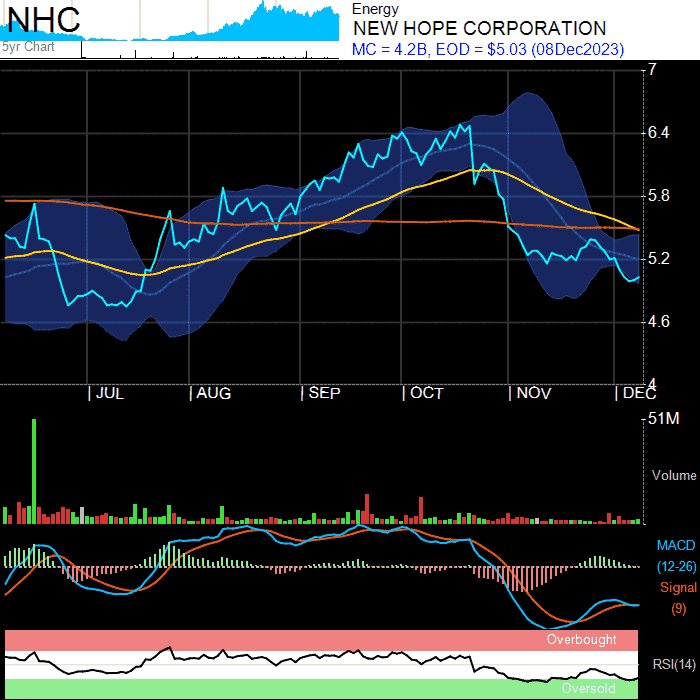 NHC
5yr Chart
Energy
NEW HOPE CORPORATION
MC = 4.2B, EOD = $5.03 (08Dec2023)
7
6.4
5.8
5.2
4.6
4
JUL
AUG
SEP
OCT
NOV
DEC
51M
Volume
MACD
(12-26)
Signal
(9)
Overbought
RSI(14)
Oversold